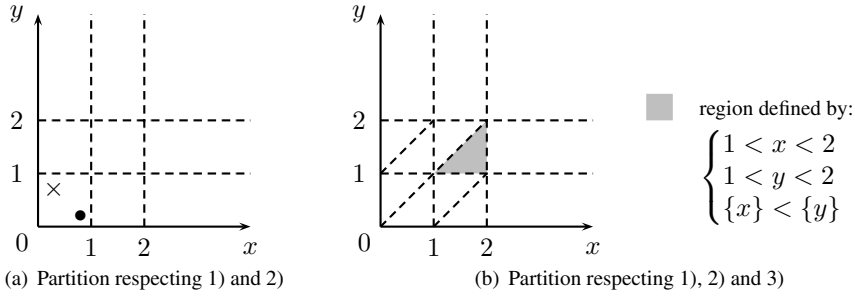 y
2
1
0
1
2
x
(a) Partition respecting 1) and 2)
y
2
1
0
1
2
x
(b) Partition respecting 1), 2) and 3)
region defined by:
1 < x < 2
1 < y < 2
{x} < {y}